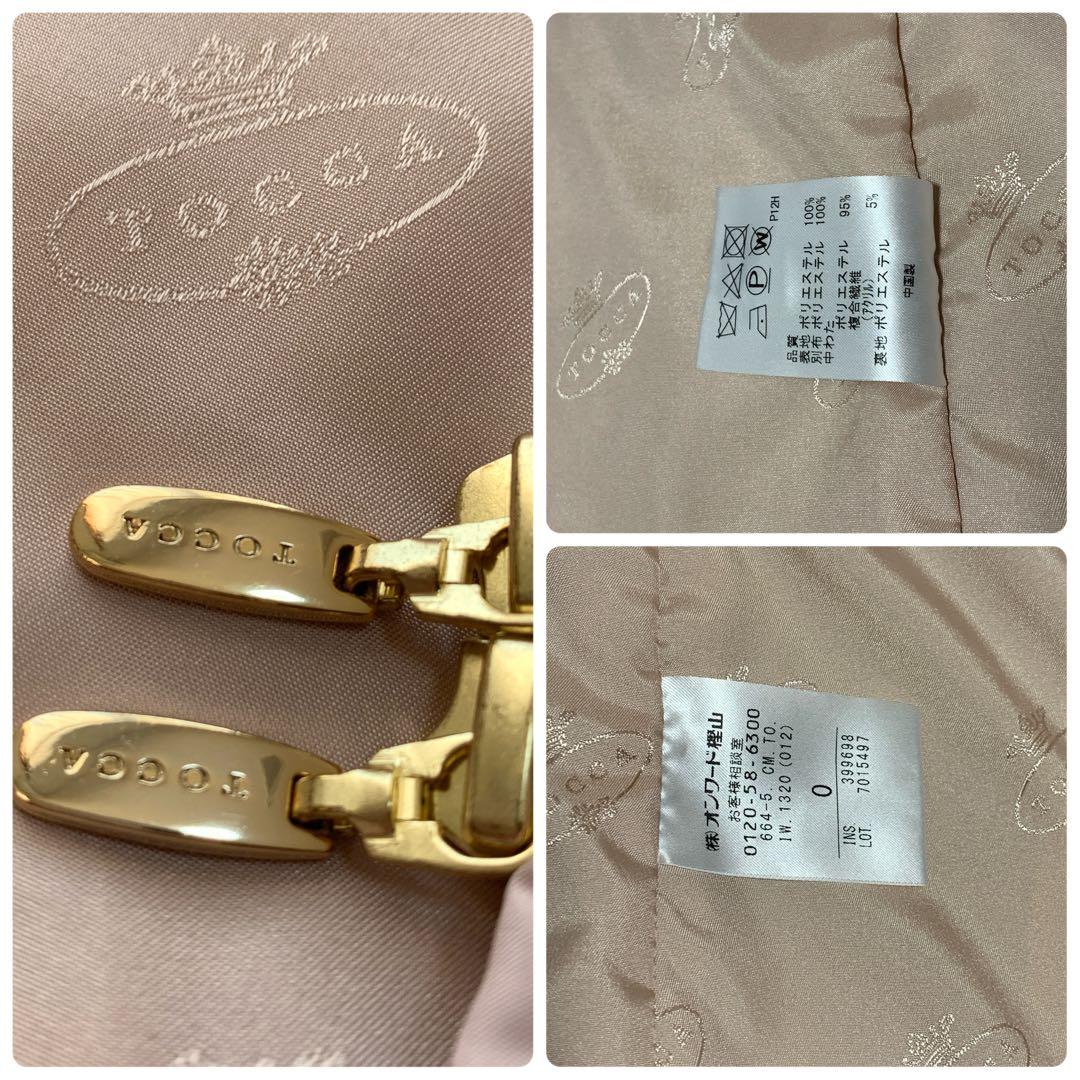 TOCCA
TOCCA
TOCCA
P12H
品質
表地 ポリエステル 100%
別布 ポリエステル 100%
中わた
ポリエステル 95%
複合繊維
(アクリル) 5%
裏地 ポリエステル
中国製
TOCCA
TOCCA
(株)オンワード樫山
お客様相談室
0120-58-6300
664-5. CM. TO.
IW. 1320 (012)
0
INS 399698
LOT. 7015497